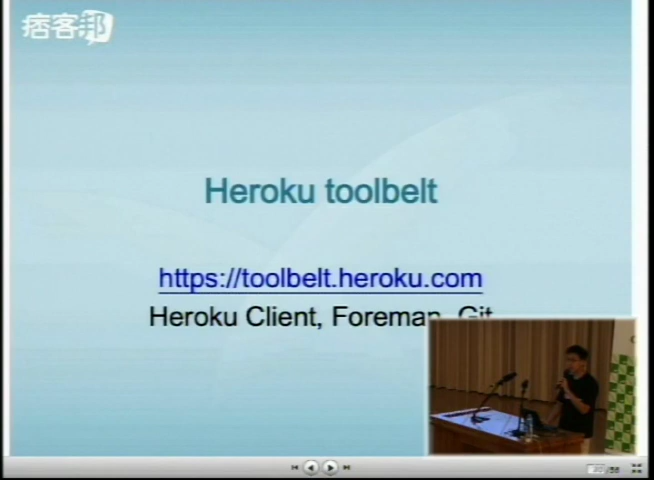 痞客邦
Heroku toolbelt
https://toolbelt.heroku.com
Heroku Client, Foreman, Git